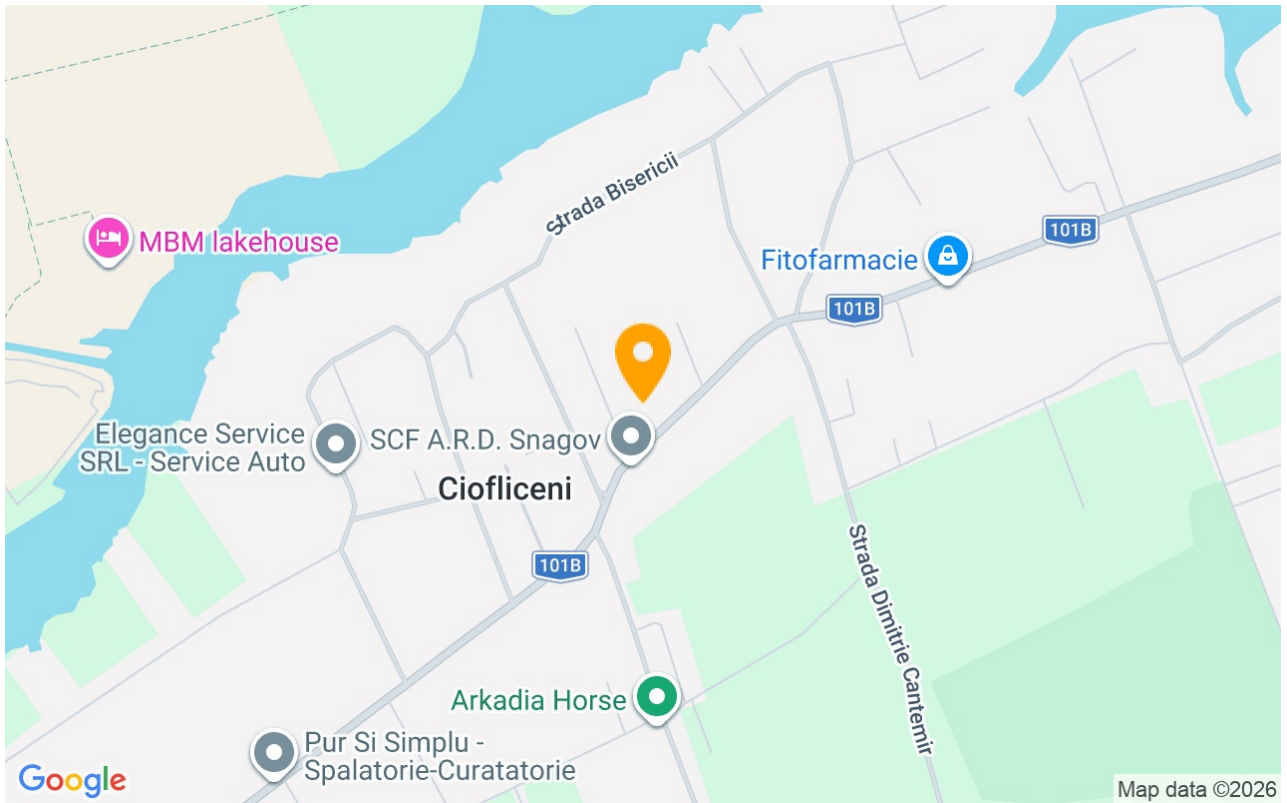 Strada Bisericii
MBM lakehouse
101B
Fitofarmacie
101B
Elegance Service
SRL - Service Auto
SCF A.R.D. Snagov
Ciofliceni
101B
Strada Dimitrie Cantemir
Arkadia Horse
Pur Si Simplu -
Spalatorie-Curatatorie
Google
Map data ©2026